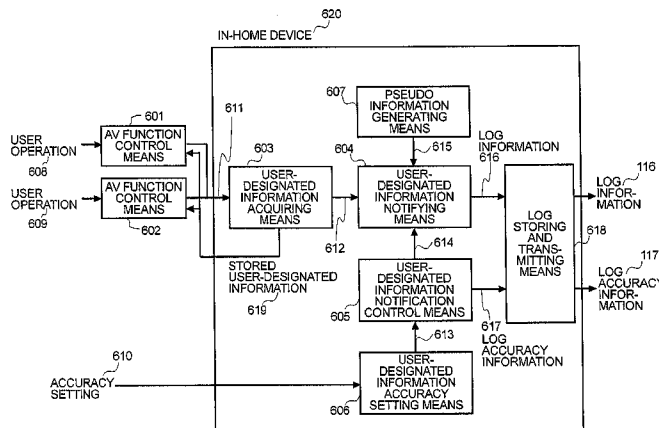 620
IN-HOME DEVICE
607
PSEUDO
INFORMATION
GENERATING
MEANS
601
AV FUNCTION
CONTROL
MEANS
USER
OPERATION
608
611
603
USER-
DESIGNATED
INFORMATION
ACQUIRING
MEANS
604
615
LOG
INFORMATION
616
USER-
DESIGNATED
INFORMATION
NOTIFYING
MEANS
USER
OPERATION
609
AV FUNCTION
CONTROL
MEANS
602
612
614
LOG
STORING
AND
TRANS-
MITTING
MEANS
116
LOG
INFOR-
MATION
618
STORED
USER-DESIGNATED
INFORMATION
619
605
USER-
DESIGNATED
INFORMATION
NOTIFICATION
CONTROL MEANS
617
LOG
ACCURACY
INFORMATION
117
LOG
ACCURACY
INFOR-
MATION
613
610
ACCURACY
SETTING
606
USER-
DESIGNATED
INFORMATION
ACCURACY
SETTING MEANS